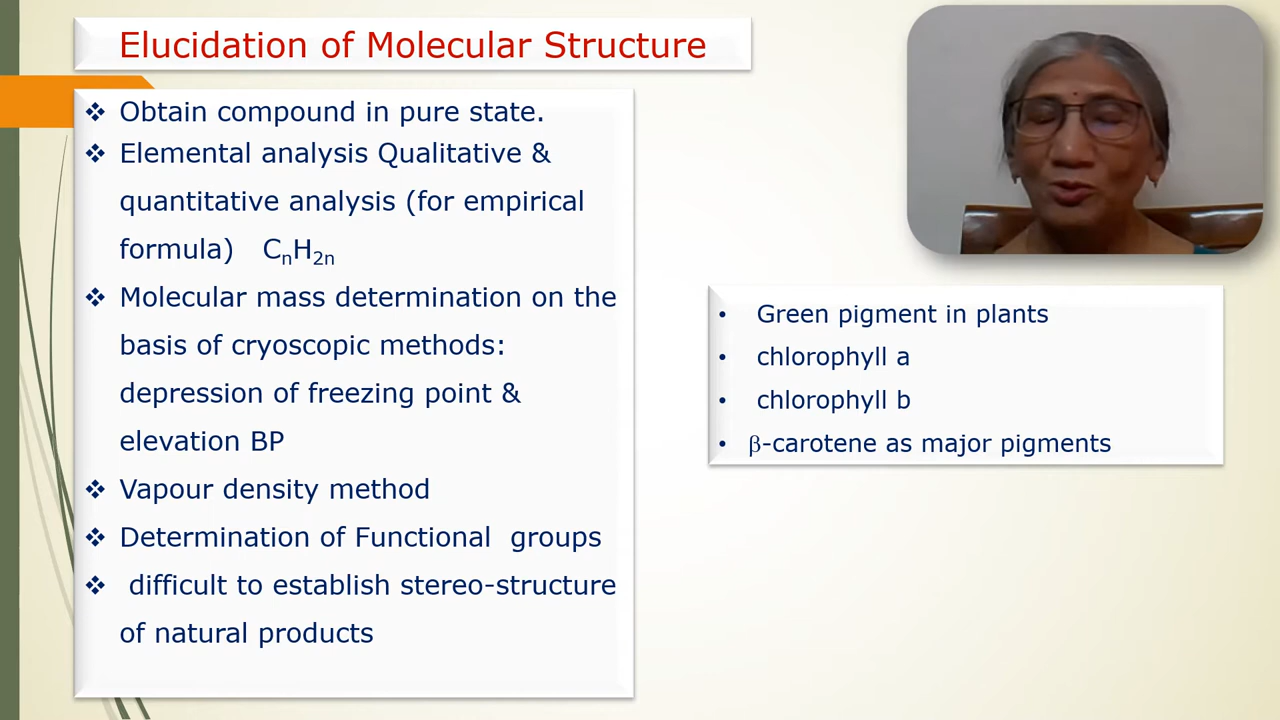 Elucidation of Molecular Structure
❖ Obtain compound in pure state.
❖ Elemental analysis Qualitative &
quantitative analysis (for empirical
formula) CₙH₂ₙ
❖ Molecular mass determination on the
basis of cryoscopic methods:
depression of freezing point &
elevation BP
❖ Vapour density method
❖ Determination of Functional groups
❖ difficult to establish stereo-structure
of natural products
• Green pigment in plants
• chlorophyll a
• chlorophyll b
• β-carotene as major pigments